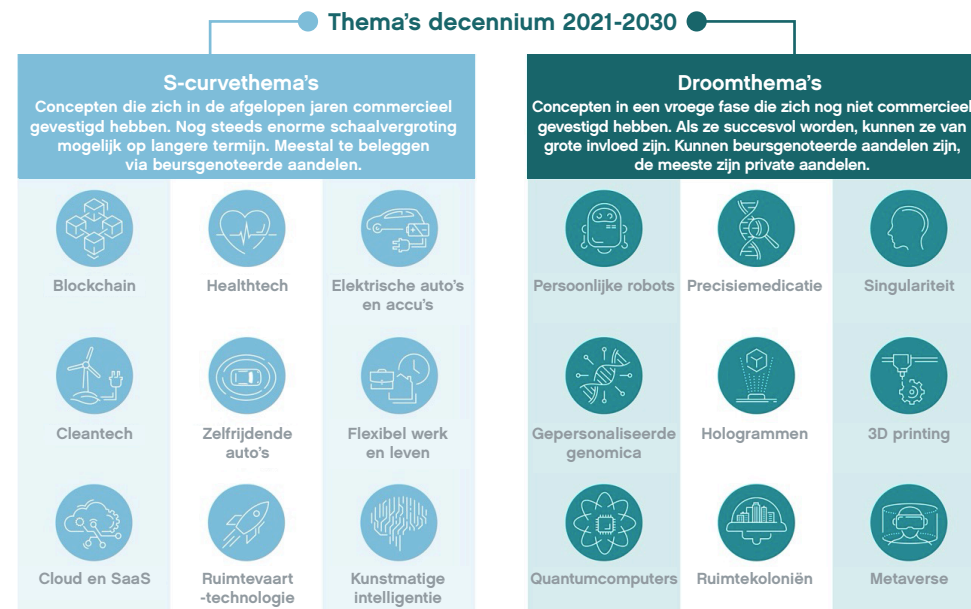 Thema's decennium 2021-2030
S-curvethema's
Concepten die zich in de afgelopen jaren commercieel
gevestigd hebben. Nog steeds enorme schaalvergroting
mogelijk op langere termijn. Meestal te beleggen
via beursgenoteerde aandelen.
Blockchain
Healthtech
Elektrische auto's
en accu's
Cleantech
Zelfrijdende
auto's
Flexibel werk
en leven
Cloud en SaaS
Ruimtevaart
-technologie
Kunstmatige
intelligentie
Droomthema's
Concepten in een vroege fase die zich nog niet commercieel
gevestigd hebben. Als ze succesvol worden, kunnen ze van
grote invloed zijn. Kunnen beursgenoteerde aandelen zijn,
de meeste zijn private aandelen.
Persoonlijke robots
Precisiemedicatie
Singulariteit
Gepersonaliseerde
genomica
Hologrammen
3D printing
Quantumcomputers
Ruimtekoloniën
Metaverse